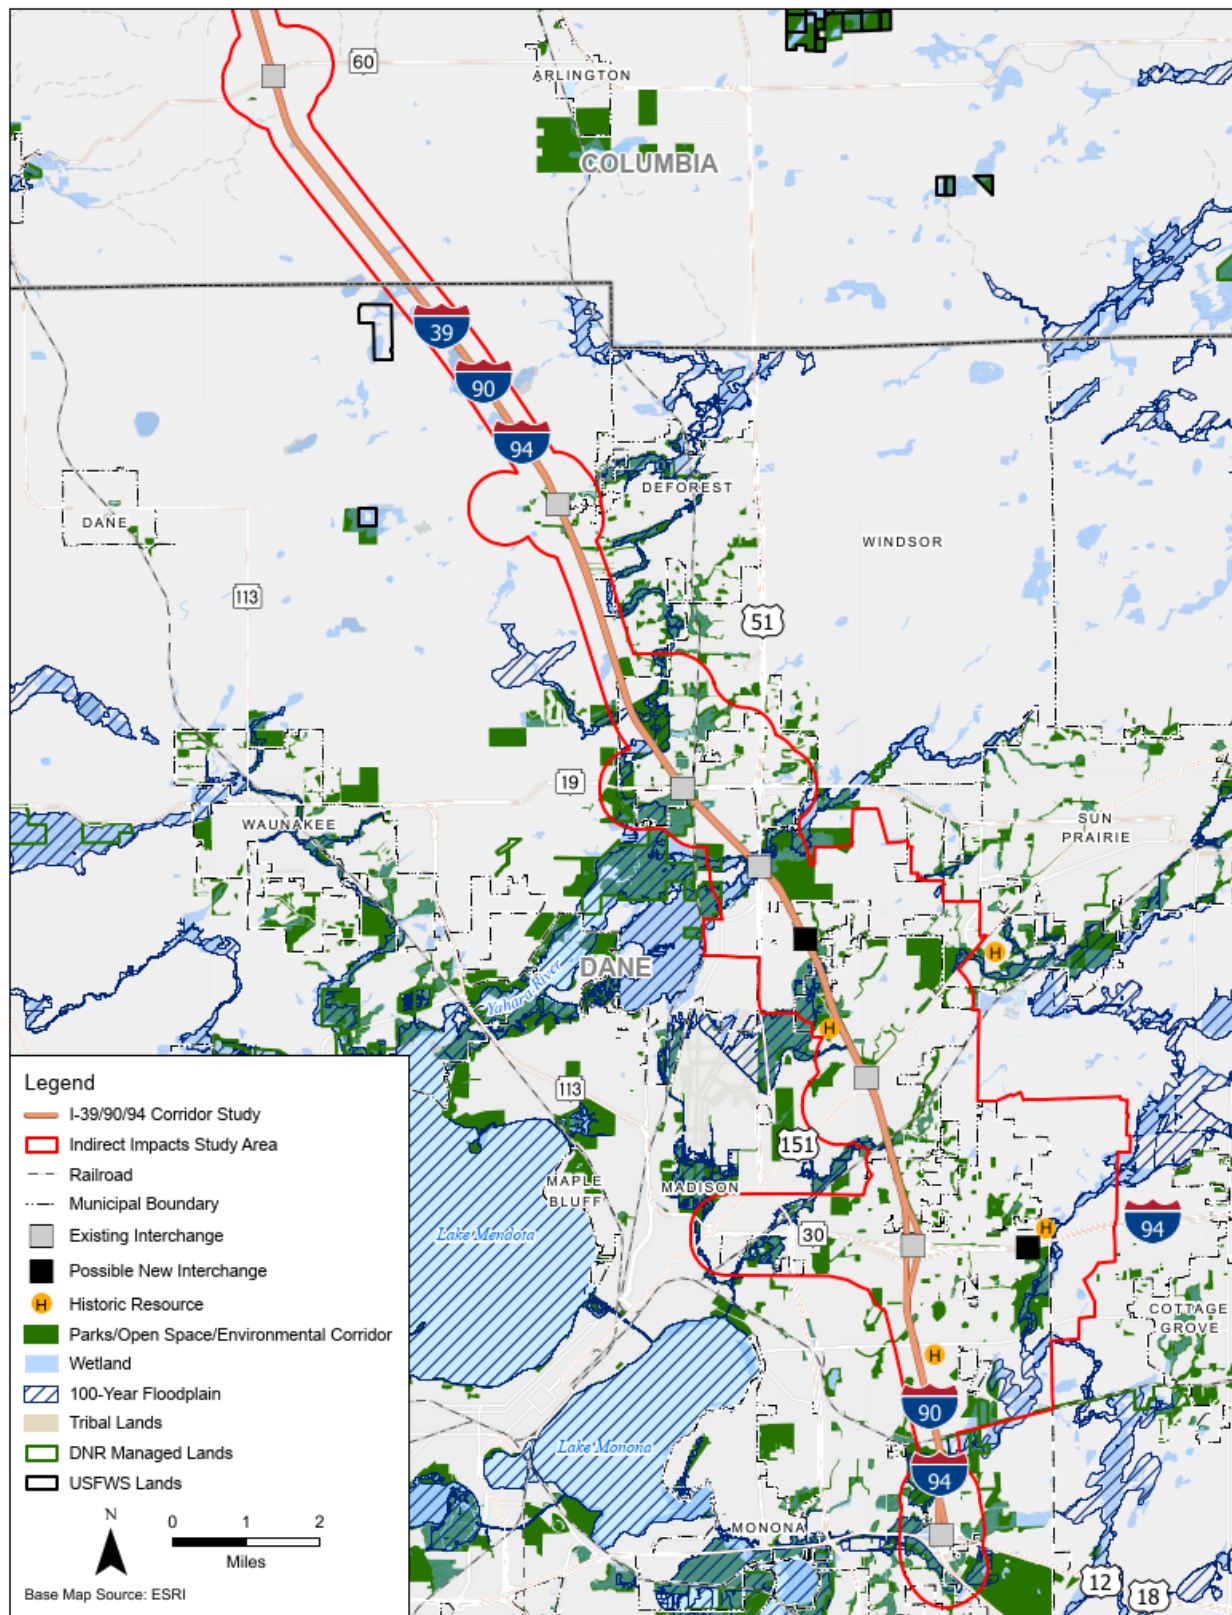 60
ARLINGTON
COLUMBIA
39
90
94
DEFOREST
DANE
WINDSOR
113
51
19
WAUNAKEE
SUN
PRAIRIE
H
DANE
Yahara River
H
113
151
MAPLE
BLUFF
MADISON
Lake Mendota
30
H
94
COTTAGE
GROVE
H
90
Lake Monona
94
MONONA
12
18
Legend
I-39/90/94 Corridor Study
Indirect Impacts Study Area
Railroad
Municipal Boundary
Existing Interchange
Possible New Interchange
H Historic Resource
Parks/Open Space/Environmental Corridor
Wetland
100-Year Floodplain
Tribal Lands
DNR Managed Lands
USFWS Lands
N
0 1 2
Miles
Base Map Source: ESRI